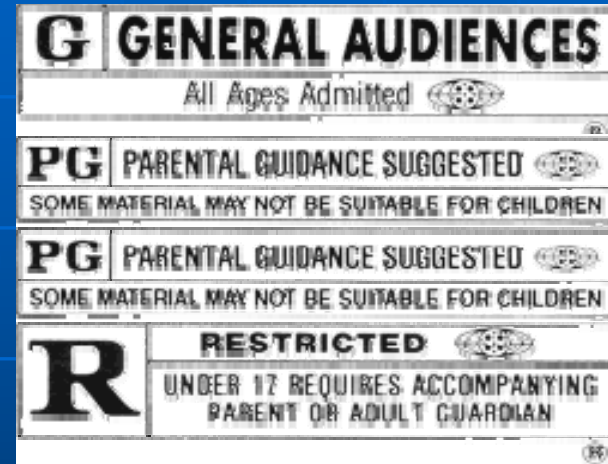 G GENERAL AUDIENCES
All Ages Admitted
PG PARENTAL GUIDANCE SUGGESTED
SOME MATERIAL MAY NOT BE SUITABLE FOR CHILDREN
PG PARENTAL GUIDANCE SUGGESTED
SOME MATERIAL MAY NOT BE SUITABLE FOR CHILDREN
R RESTRICTED
UNDER 17 REQUIRES ACCOMPANYING
PARENT OR ADULT GUARDIAN